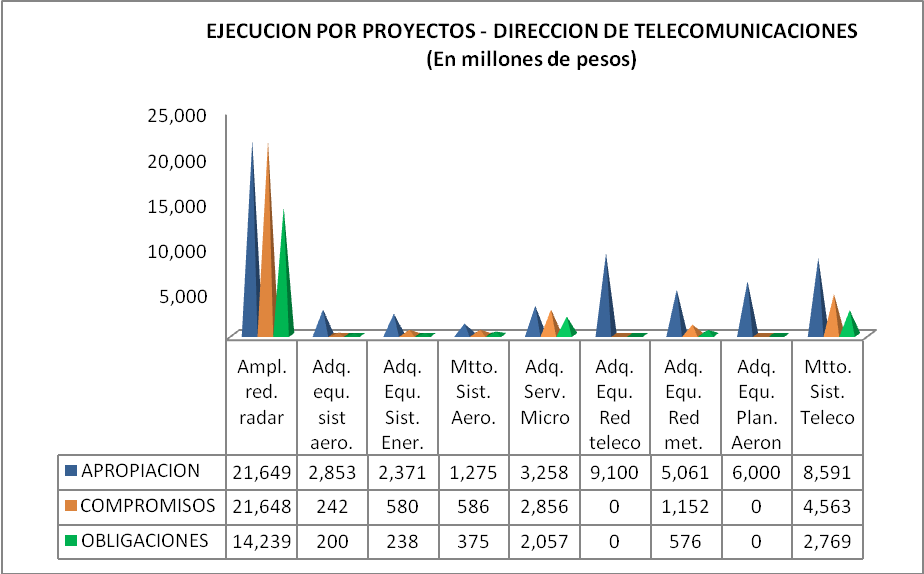 EJECUCION POR PROYECTOS - DIRECCION DE TELECOMUNICACIONES
(En millones de pesos)
25,000
20,000
15,000
10,000
5,000
Ampl. red. radar
Adq. equ. sist aero.
Adq. Equ. Sist. Ener.
Mtto. Sist. Aero.
Adq. Serv. Micro
Adq. Equ. Red teleco
Adq. Equ. Red met.
Adq. Equ. Plan. Aeron
Mtto. Sist. Teleco
APROPIACION 21,649 2,853 2,371 1,275 3,258 9,100 5,061 6,000 8,591
COMPROMISOS 21,648 242 580 586 2,856 0 1,152 0 4,563
OBLIGACIONES 14,239 200 238 375 2,057 0 576 0 2,769